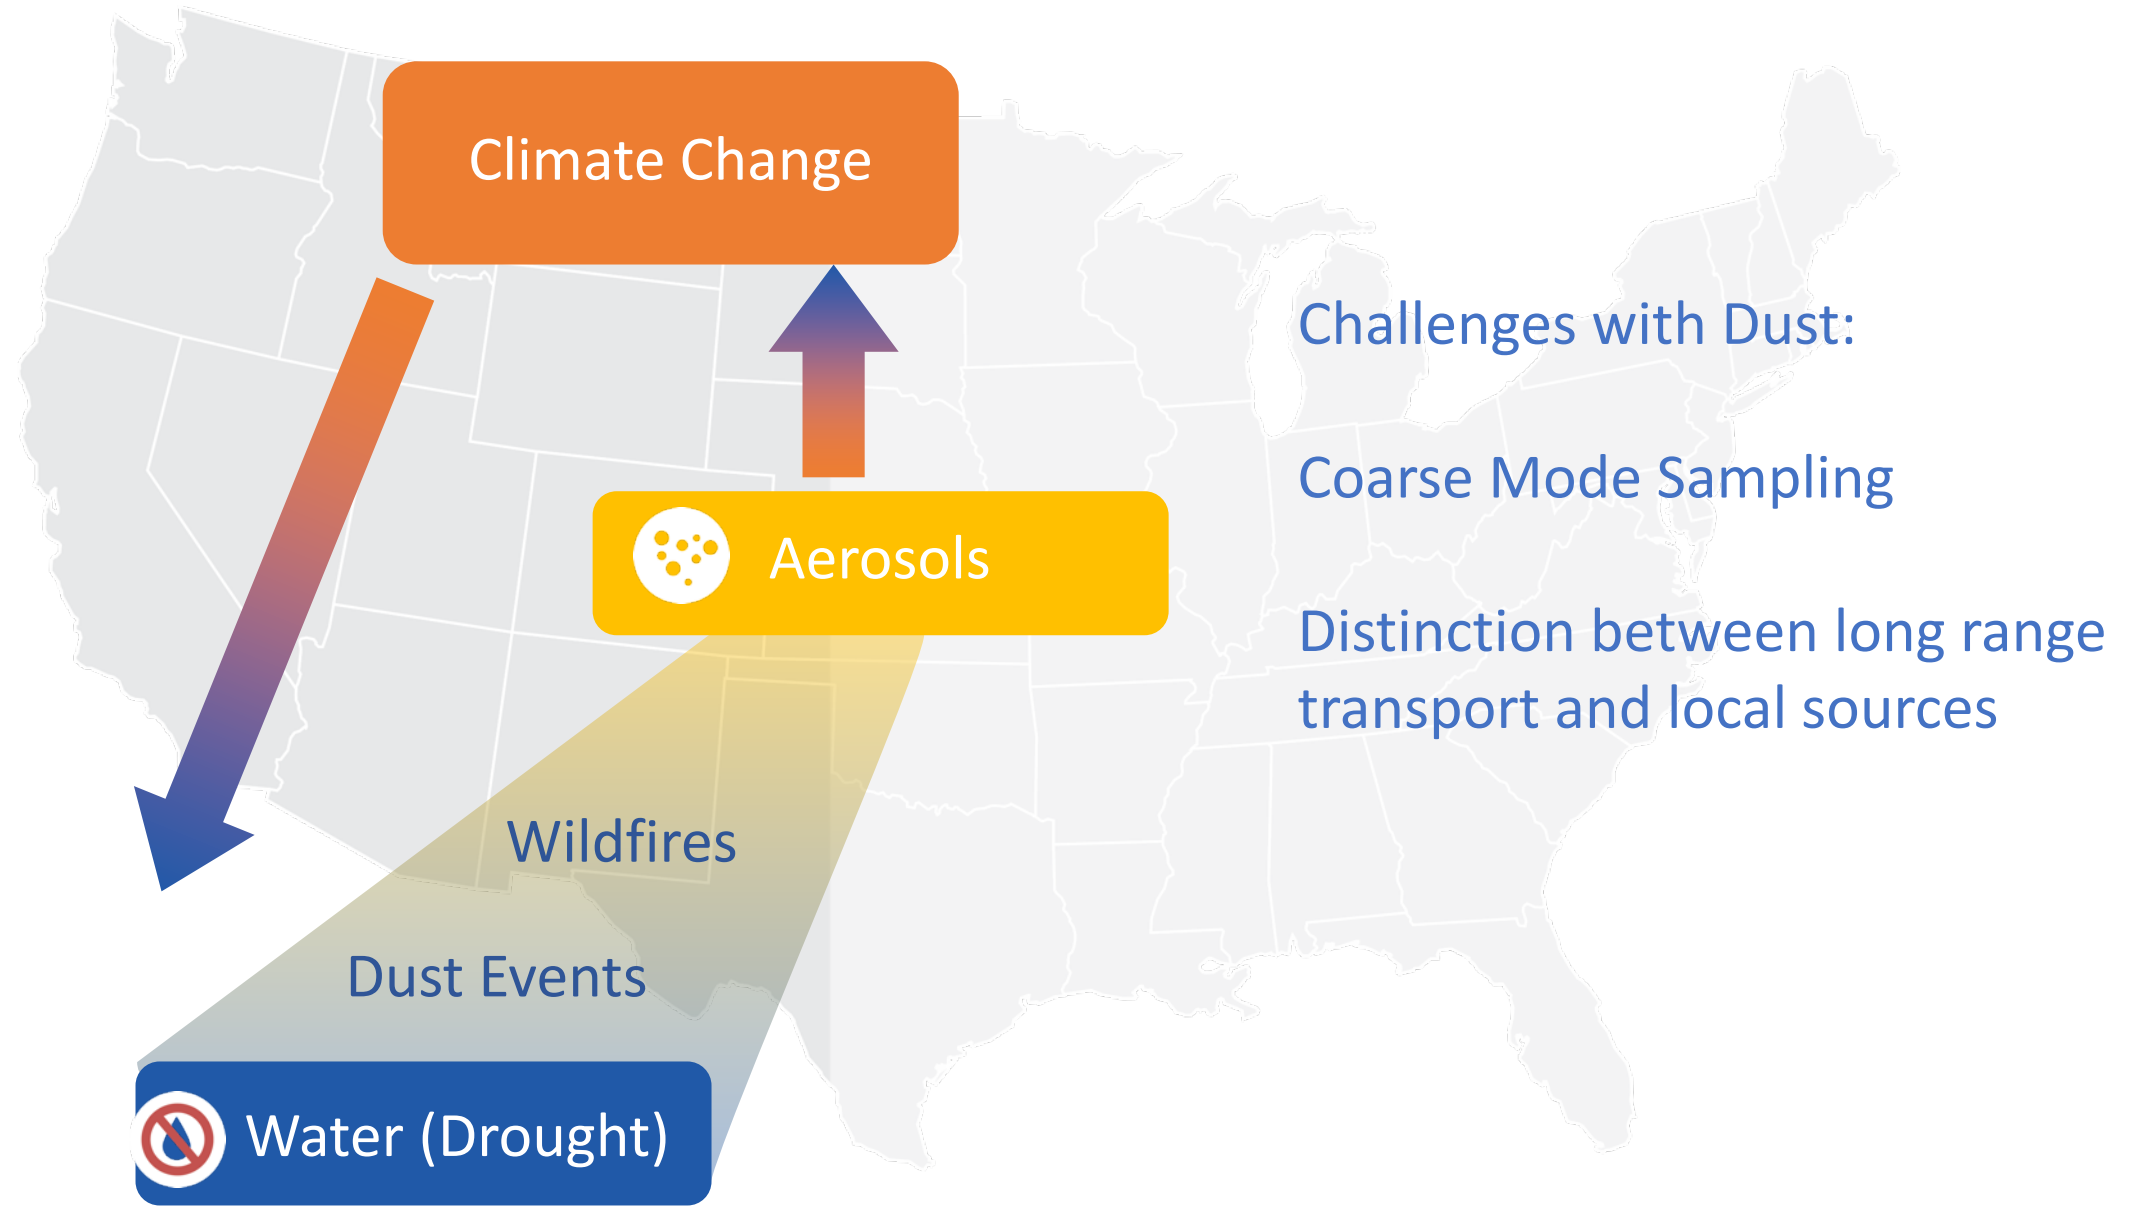 Climate Change
Aerosols
Wildfires
Dust Events
Water (Drought)
Challenges with Dust:
Coarse Mode Sampling
Distinction between long range
transport and local sources